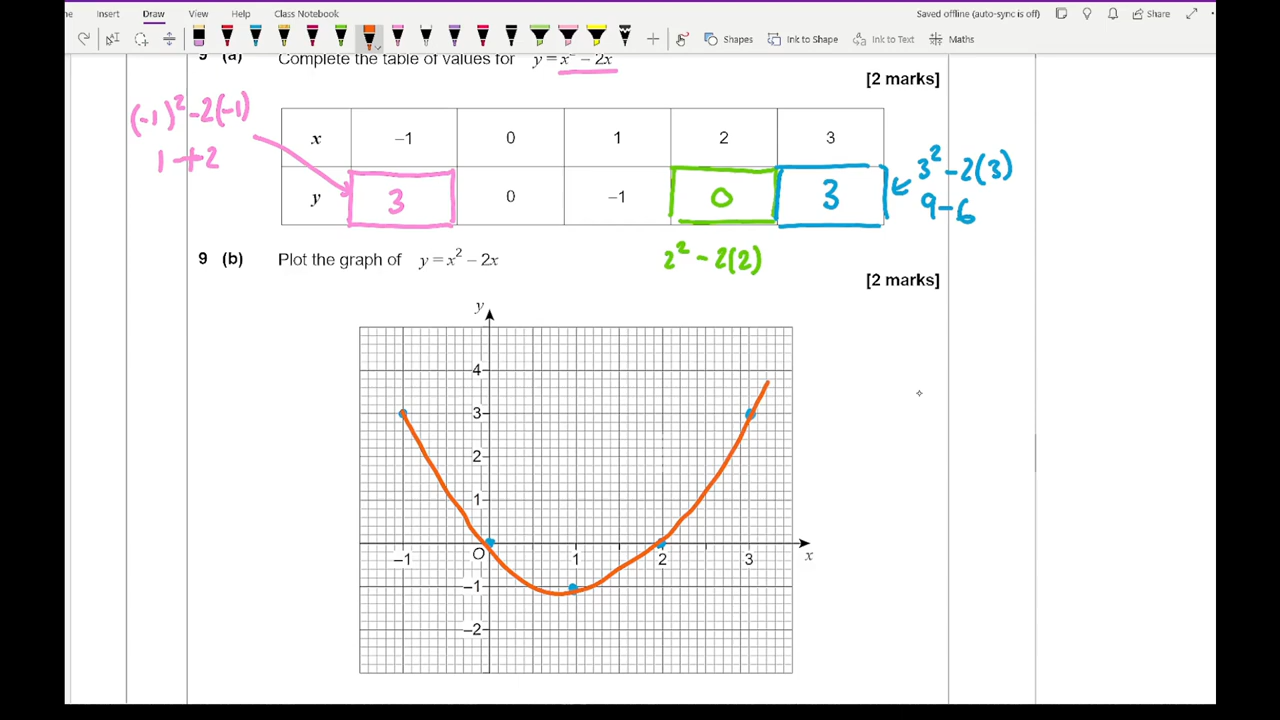 Insert Draw View Help Class Notebook Saved offline (auto-sync is off) Share
Shapes Ink to Shape Ink to Text Maths
9 (a) Complete the table of values for y = x² − 2x
[2 marks]
(-1)² -2(-1)
1 + 2
x −1 0 1 2 3
y 3 0 −1 0 3
3² - 2(3)
9 - 6
2² - 2(2)
9 (b) Plot the graph of y = x² − 2x
[2 marks]
y
4
3
2
1
O
−1 1 2 3 x
−1
−2